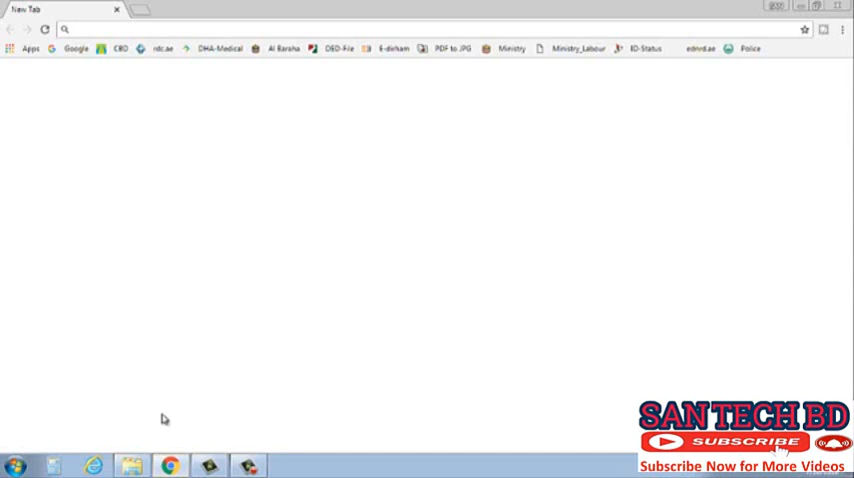 New Tab
Apps Google CBD rdc.ae DHA-Medical Al Barsha DED-File E-dirham PDF to JPG Ministry Ministry_Labour ID-Status ednrd.ae Police
SAN TECH BD
SUBSCRIBE
Subscribe Now for More Videos